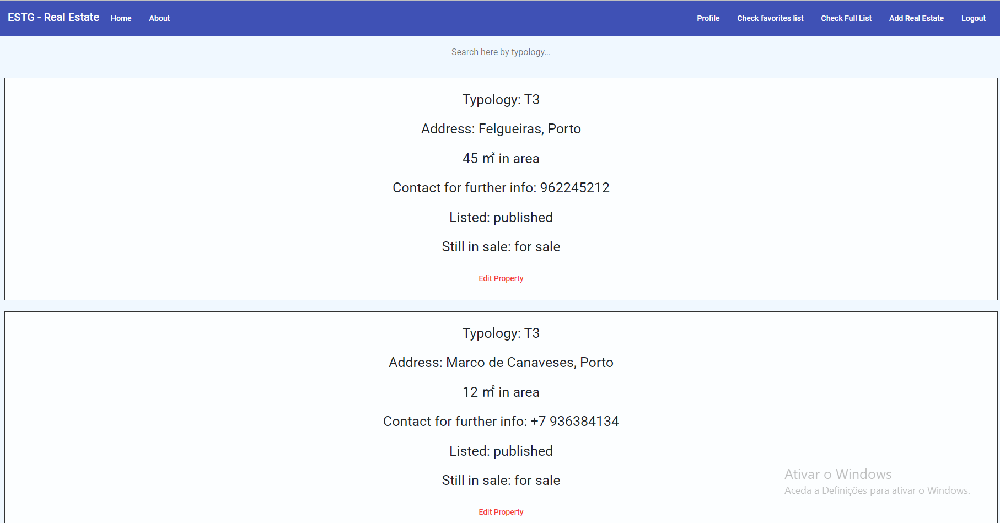 ESTG - Real Estate Home About Profile Check favorites list Check Full List Add Real Estate Logout
Search here by typology...
Typology: T3
Address: Felgueiras, Porto
45 ㎡ in area
Contact for further info: 962245212
Listed: published
Still in sale: for sale
Edit Property
Typology: T3
Address: Marco de Canaveses, Porto
12 ㎡ in area
Contact for further info: +7 936384134
Listed: published
Still in sale: for sale
Edit Property
Ativar o Windows
Aceda a Definições para ativar o Windows.